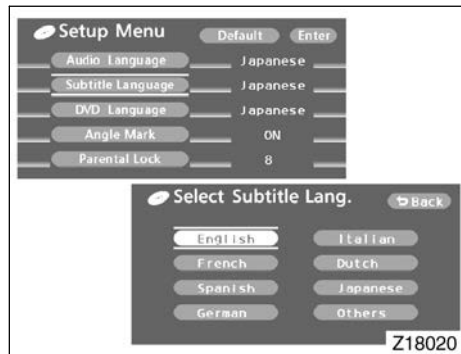 Setup Menu Default Enter
Audio Language Japanese
Subtitle Language Japanese
DVD Language Japanese
Angle Mark ON
Parental Lock 8
Select Subtitle Lang. Back
English Italian
French Dutch
Spanish Japanese
German Others
Z18020